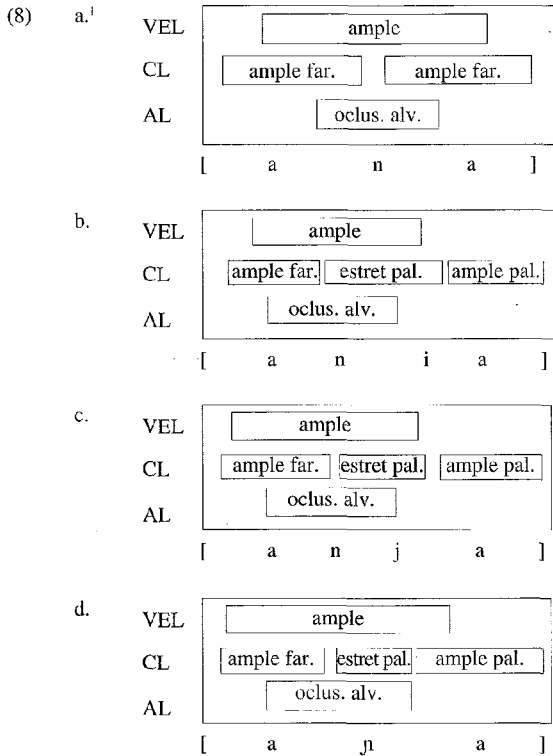 (8) a.¹ VEL ample
CL ample far. ample far.
AL oclus. alv.
[ a n a ]
b. VEL ample
CL ample far. estret pal. ample pal.
AL oclus. alv.
[ a n i a ]
c. VEL ample
CL ample far. estret pal. ample pal.
AL oclus. alv.
[ a n j a ]
d. VEL ample
CL ample far. estret pal. ample pal.
AL oclus. alv.
[ a ɲ a ]